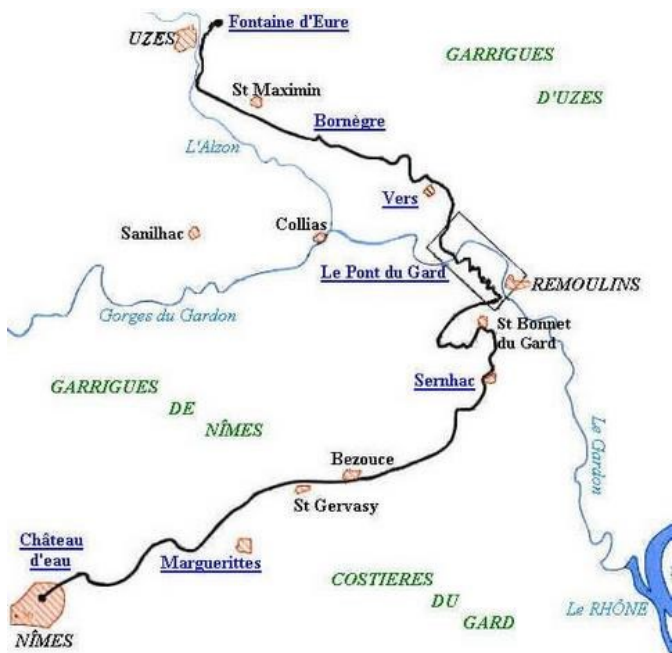 Fontaine d'Eure
UZES
GARRIGUES
D'UZES
St Maximin
Bornègre
L'Alzon
Vers
Sanilhac
Collias
Le Pont du Gard
REMOULINS
Gorges du Gardon
St Bonnet
du Gard
Sernhac
GARRIGUES
DE
NÎMES
Le Gardon
Bezouce
St Gervasy
Château
d'eau
Marguerittes
COSTIERES
DU
GARD
Le RHÔNE
NÎMES